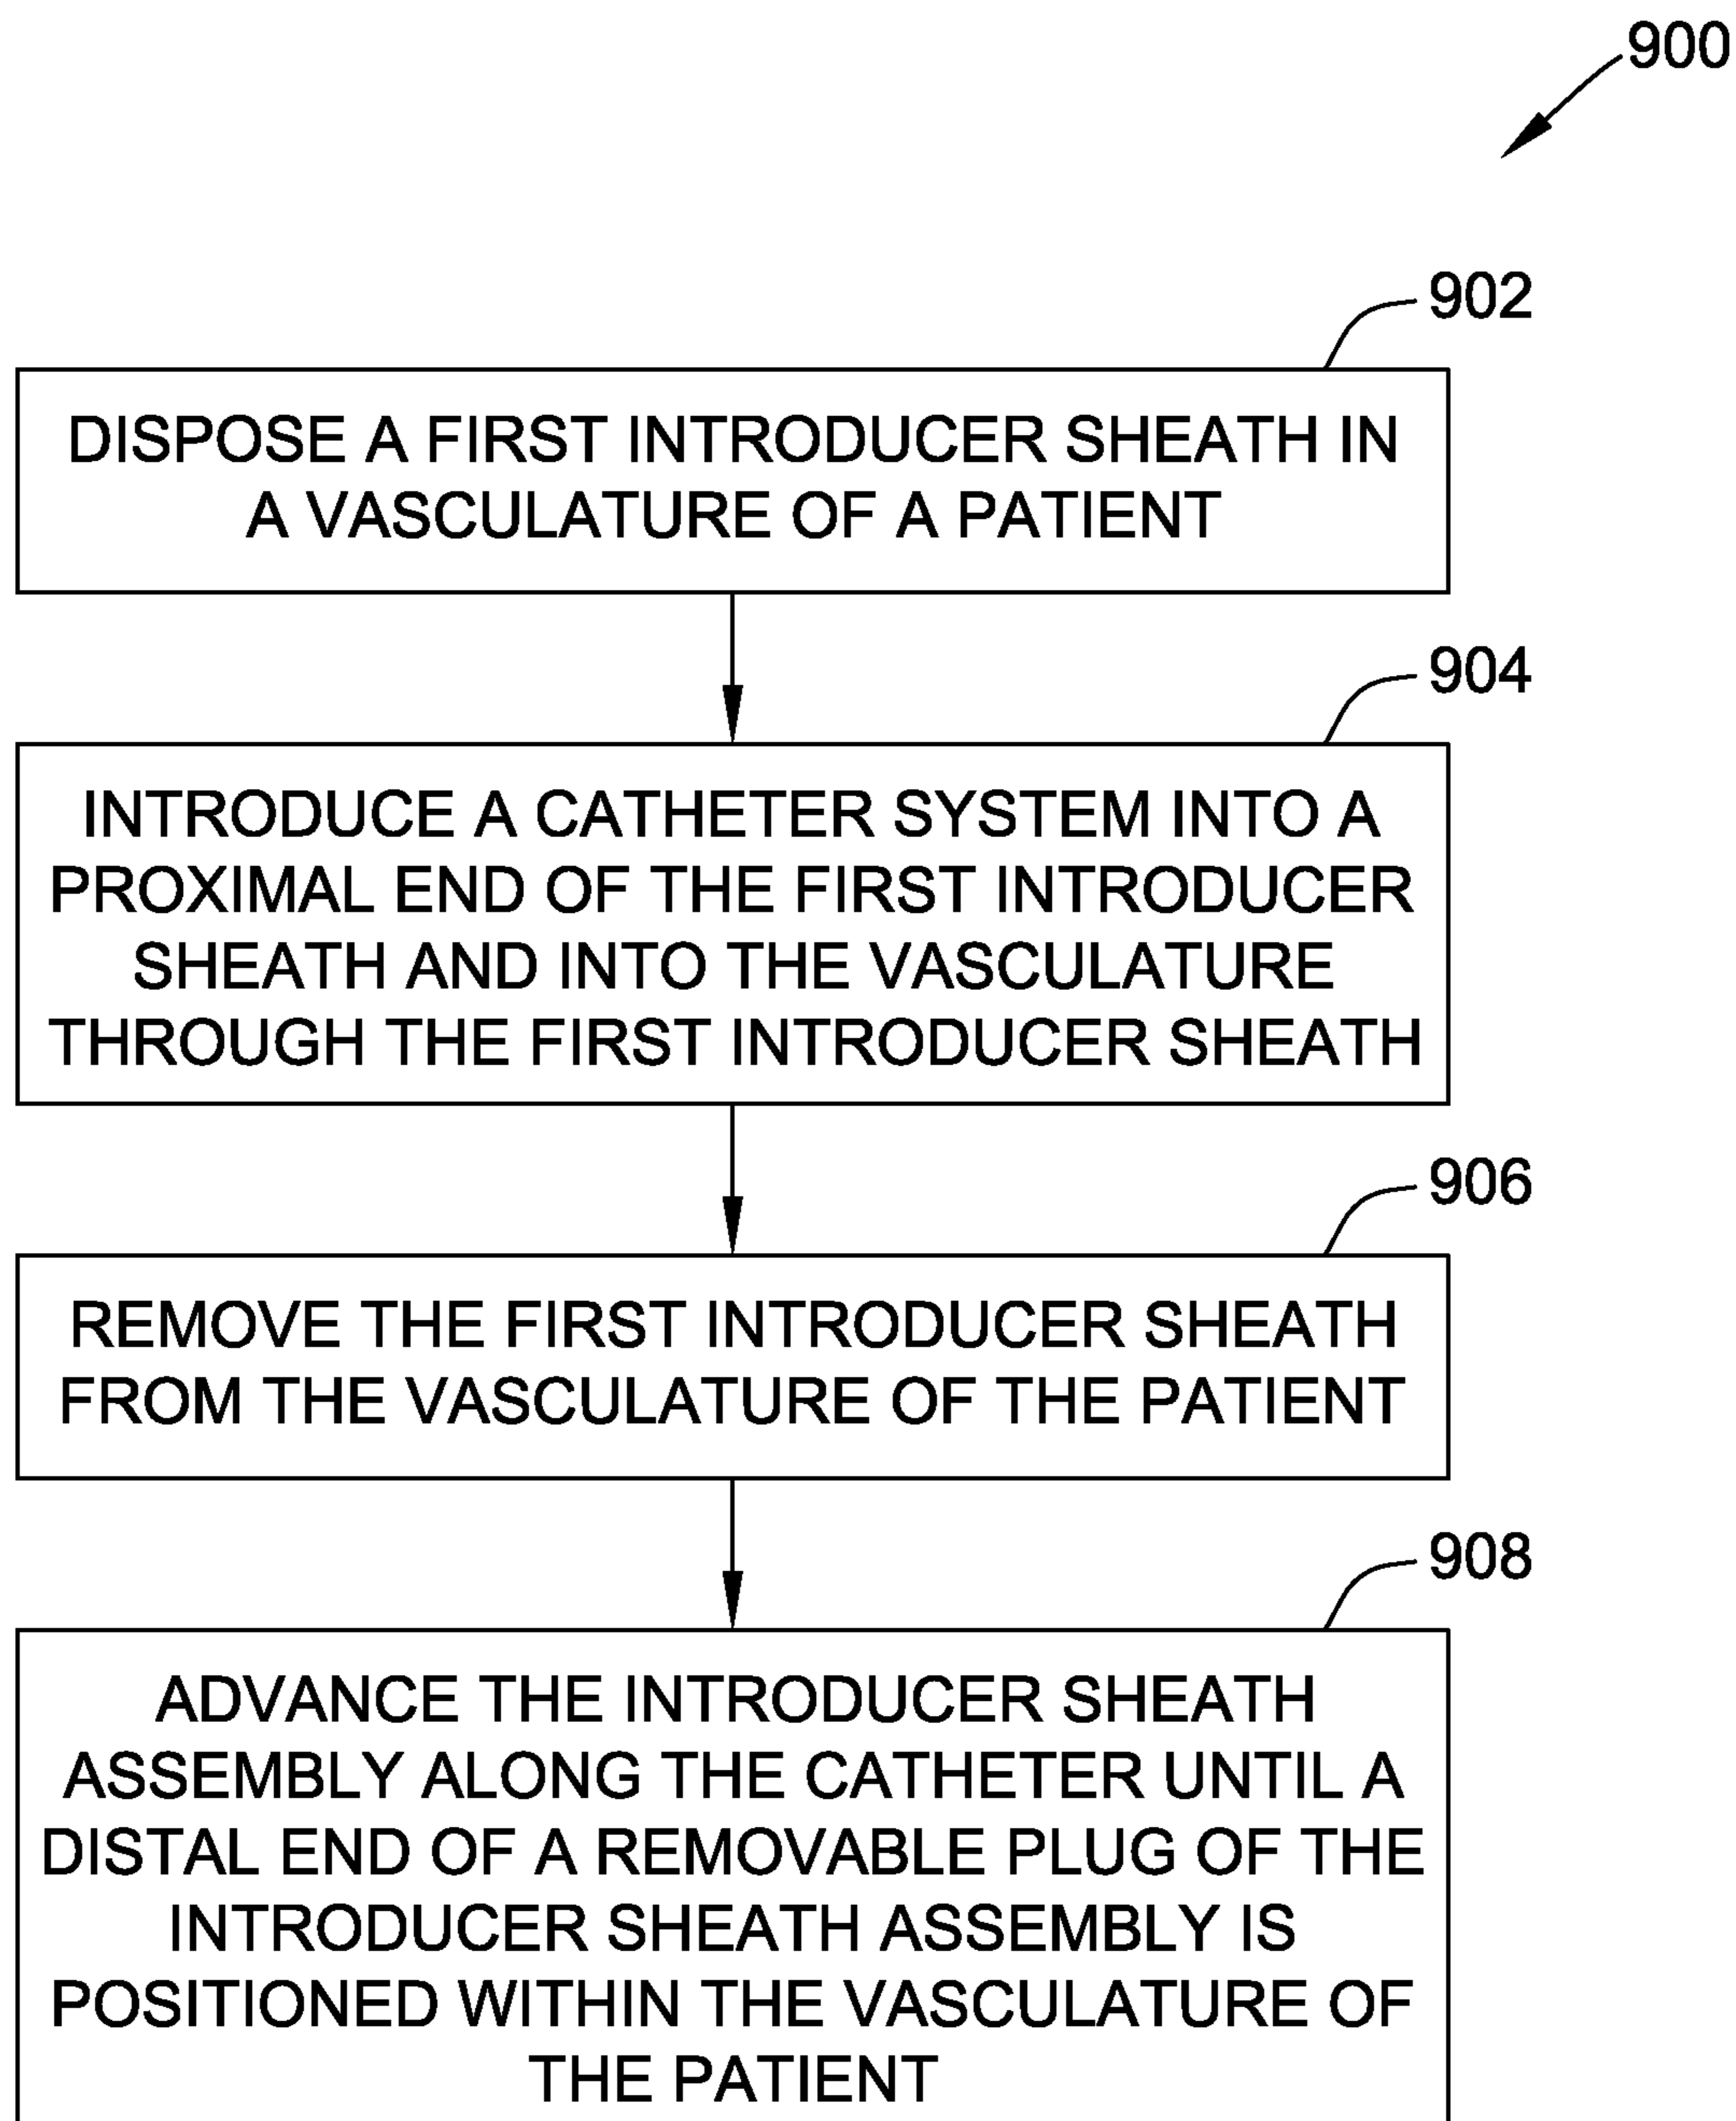 900
902
DISPOSE A FIRST INTRODUCER SHEATH IN
A VASCULATURE OF A PATIENT
904
INTRODUCE A CATHETER SYSTEM INTO A
PROXIMAL END OF THE FIRST INTRODUCER
SHEATH AND INTO THE VASCULATURE
THROUGH THE FIRST INTRODUCER SHEATH
906
REMOVE THE FIRST INTRODUCER SHEATH
FROM THE VASCULATURE OF THE PATIENT
908
ADVANCE THE INTRODUCER SHEATH
ASSEMBLY ALONG THE CATHETER UNTIL A
DISTAL END OF A REMOVABLE PLUG OF THE
INTRODUCER SHEATH ASSEMBLY IS
POSITIONED WITHIN THE VASCULATURE OF
THE PATIENT